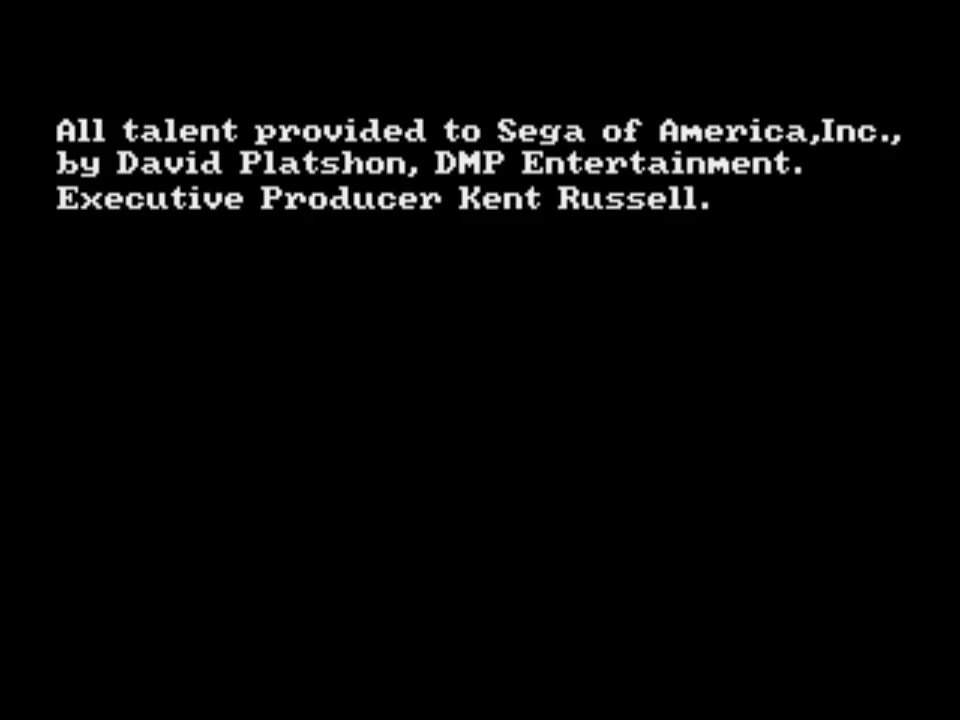 All talent provided to Sega of America,Inc.,
by David Platshon, DMP Entertainment.
Executive Producer Kent Russell.